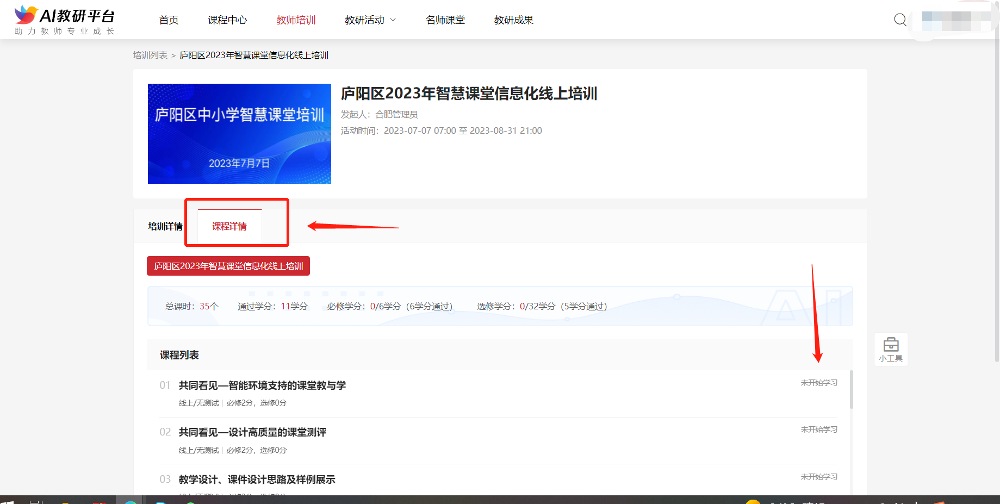 AI教研平台
助力教师专业成长
首页
课程中心
教师培训
教研活动
名师课堂
教研成果
培训列表 > 庐阳区2023年智慧课堂信息化线上培训
庐阳区中小学智慧课堂培训
2023年7月7日
庐阳区2023年智慧课堂信息化线上培训
发起人：合肥管理员
活动时间：2023-07-07 07:00 至 2023-08-31 21:00
培训详情
课程详情
庐阳区2023年智慧课堂信息化线上培训
总课时：35个 通过学分：11学分 必修学分：0/6学分（6学分通过） 选修学分：0/32学分（5学分通过）
AI
课程列表
01 共同看见—智能环境支持的课堂教与学
未开始学习
线上/无测试 | 必修2分，选修0分
02 共同看见—设计高质量的课堂测评
未开始学习
线上/无测试 | 必修2分，选修0分
03 教学设计、课件设计思路及样例展示
未开始学习
小工具